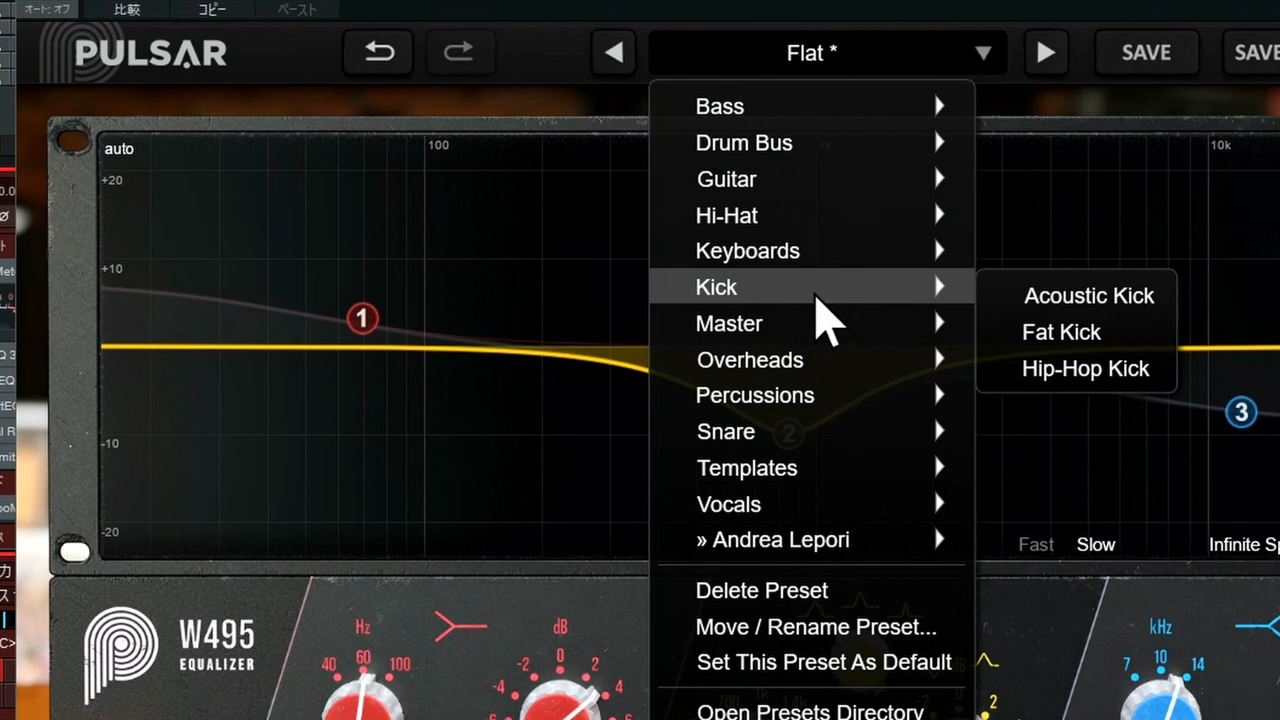 オート: オフ 比較 コピー ペースト
PULSAR
Flat *
SAVE
SAVE
Bass
Drum Bus
Guitar
Hi-Hat
Keyboards
Kick
Master
Overheads
Percussions
Snare
Templates
Vocals
» Andrea Lepori
Delete Preset
Move / Rename Preset...
Set This Preset As Default
Open Presets Directory
Acoustic Kick
Fat Kick
Hip-Hop Kick
auto
100
10k
+20
+10
-10
-20
1
2
3
Fast Slow
Infinite Sp
W495
EQUALIZER
Hz
40 60 100
dB
-4 -2 0 2 4
2
kHz
7 10 14